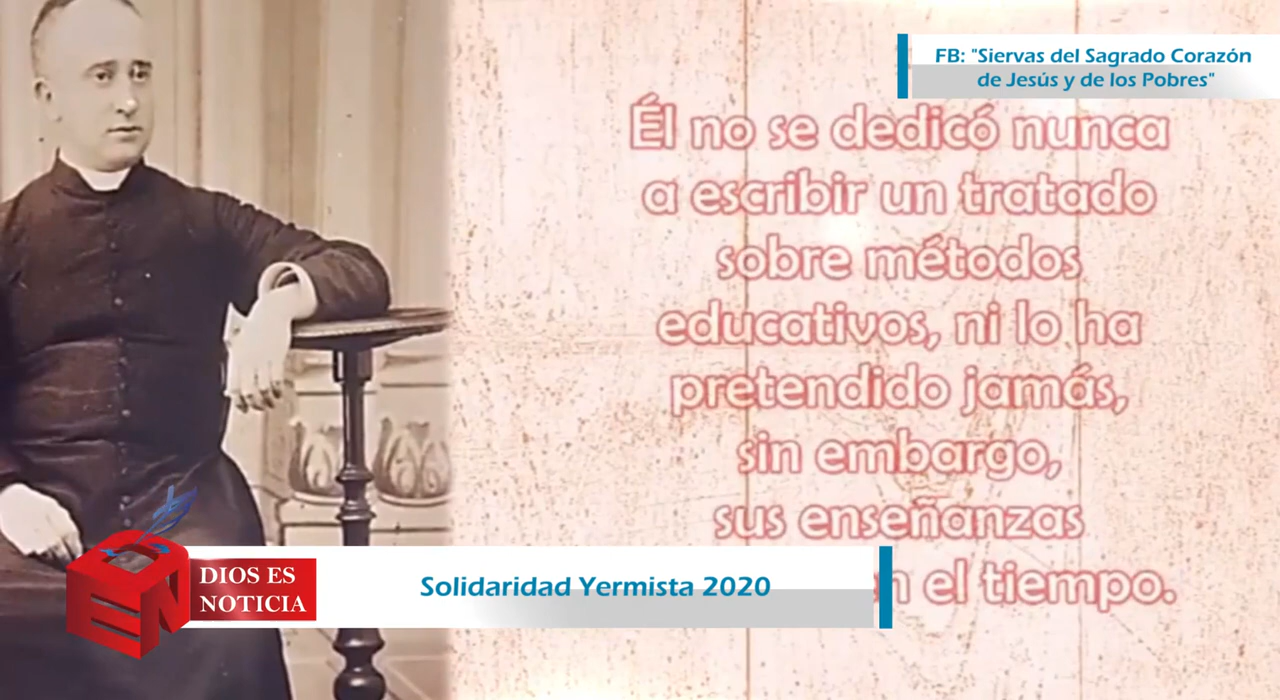 FB: "Siervas del Sagrado Corazón
de Jesús y de los Pobres"
Él no se dedicó nunca
a escribir un tratado
sobre métodos
educativos, ni lo ha
pretendido jamás,
sin embargo,
sus enseñanzas
el tiempo.
DEN
DIOS ES
NOTICIA
Solidaridad Yermista 2020